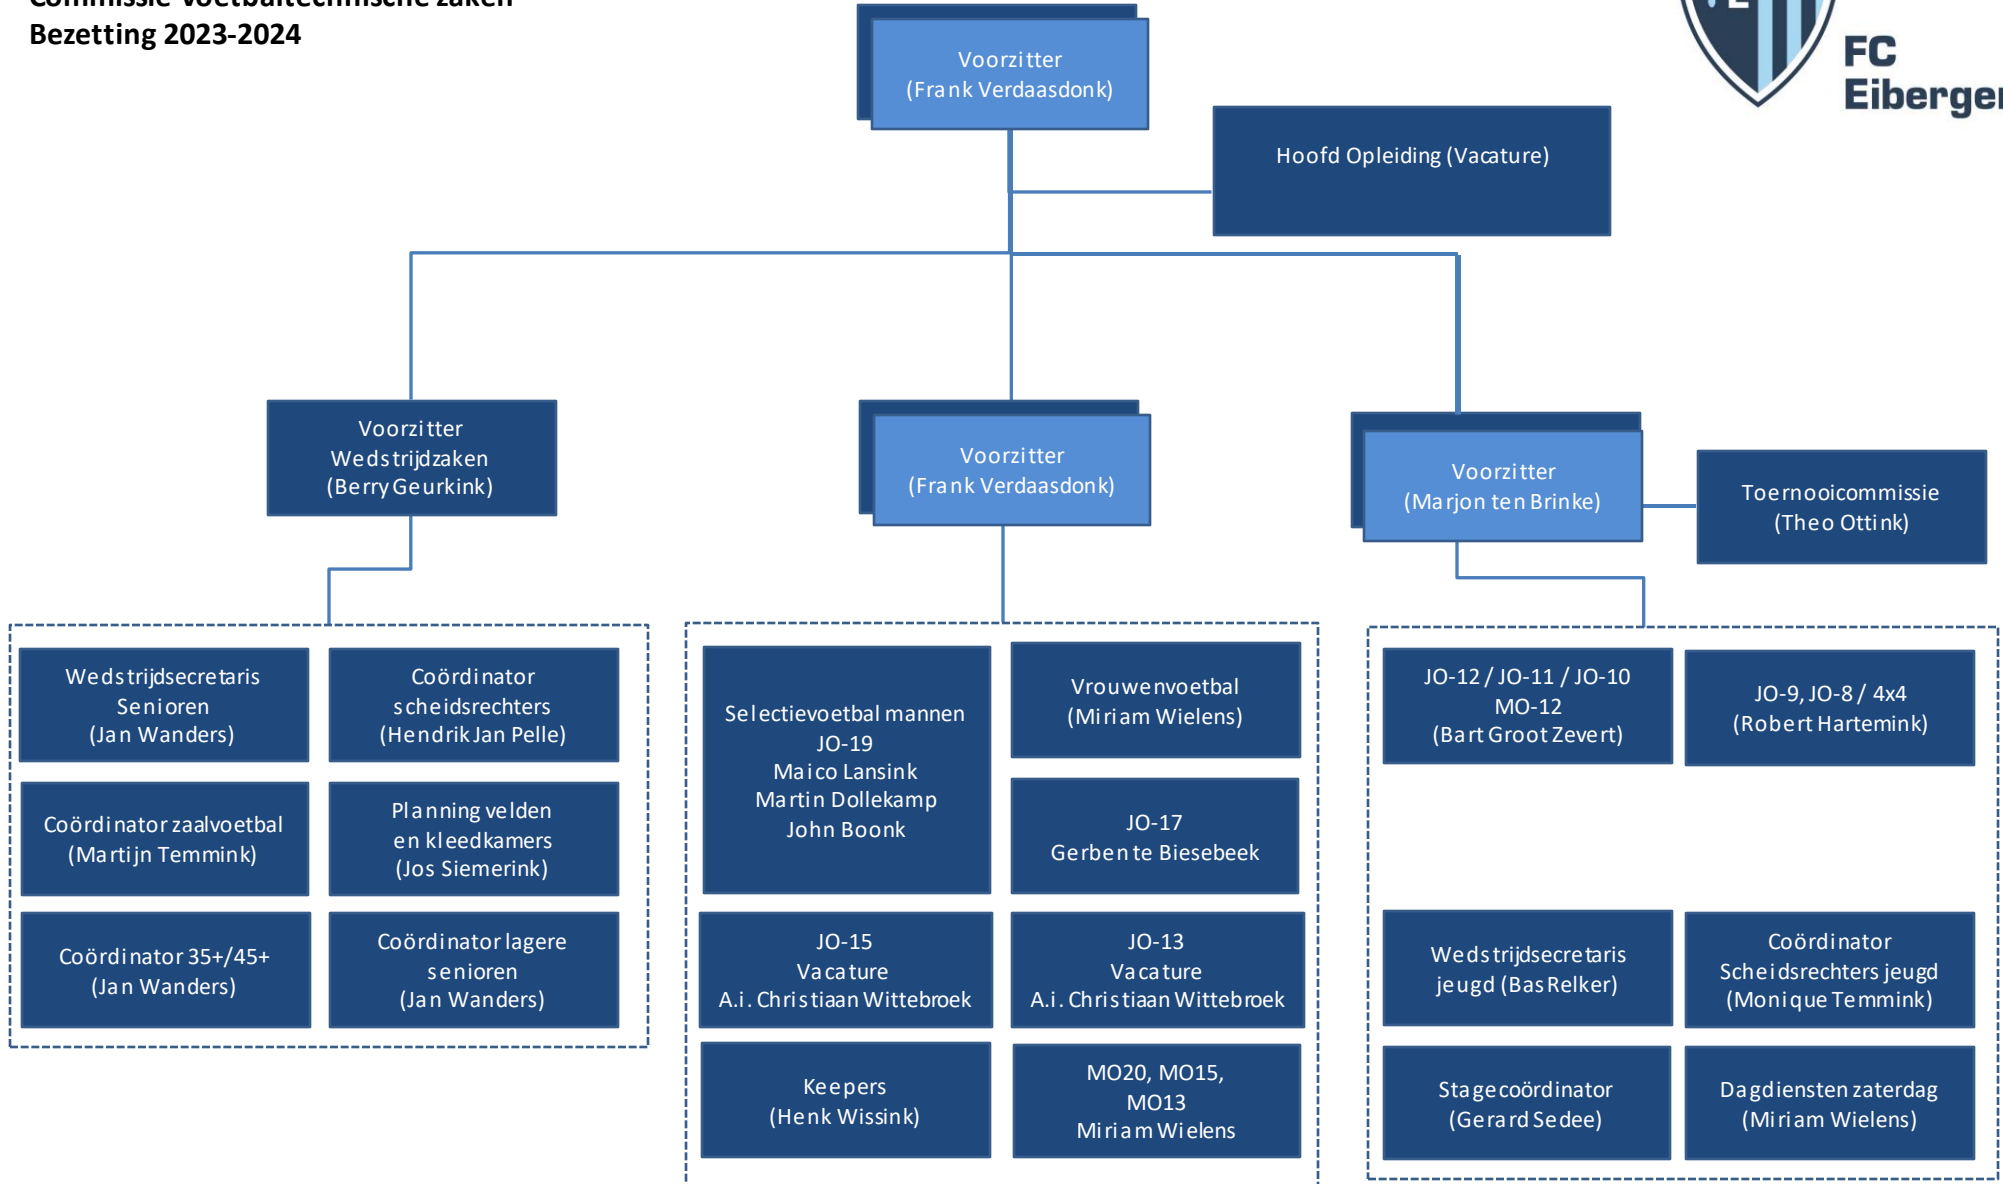 Commissie Voetbaltechnische zaken
Bezetting 2023-2024
FC
Eibergen
Voorzitter
(Frank Verdaasdonk)
Hoofd Opleiding (Vacature)
Voorzitter
Wedstrijdzaken
(Berry Geurkink)
Voorzitter
(Frank Verdaasdonk)
Voorzitter
(Marjon ten Brinke)
Toernooicommissie
(Theo Ottink)
Wedstrijdsecretaris
Senioren
(Jan Wanders)
Coördinator
scheidsrechters
(Hendrik Jan Pelle)
Coördinator zaalvoetbal
(Martijn Temmink)
Planning velden
en kleedkamers
(Jos Siemerink)
Coördinator 35+/45+
(Jan Wanders)
Coördinator lagere
senioren
(Jan Wanders)
Selectievoetbal mannen
JO-19
Maico Lansink
Martin Dollekamp
John Boonk
Vrouwenvoetbal
(Miriam Wielens)
JO-17
Gerben te Biesebeek
JO-15
Vacature
A.i. Christiaan Wittebroek
JO-13
Vacature
A.i. Christiaan Wittebroek
Keepers
(Henk Wissink)
MO20, MO15,
MO13
Miriam Wielens
JO-12 / JO-11 / JO-10
MO-12
(Bart Groot Zevert)
JO-9, JO-8 / 4x4
(Robert Hartemink)
Wedstrijdsecretaris
jeugd (Bas Relker)
Coördinator
Scheidsrechters jeugd
(Monique Temmink)
Stagecoördinator
(Gerard Sedee)
Dagdiensten zaterdag
(Miriam Wielens)